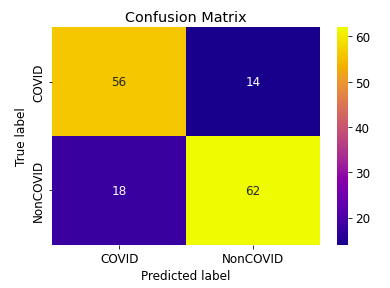 Confusion Matrix
True label
COVID
56
14
NonCOVID
18
62
COVID
NonCOVID
Predicted label
60
50
40
30
20